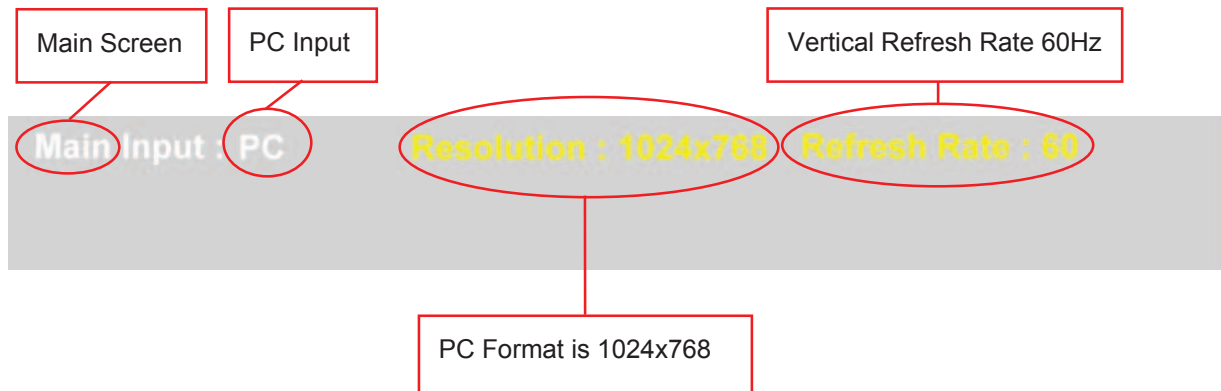 Main Screen
PC Input
Vertical Refresh Rate 60Hz
Main Input : PC
Resolution : 1024x768
Refresh Rate : 60
PC Format is 1024x768